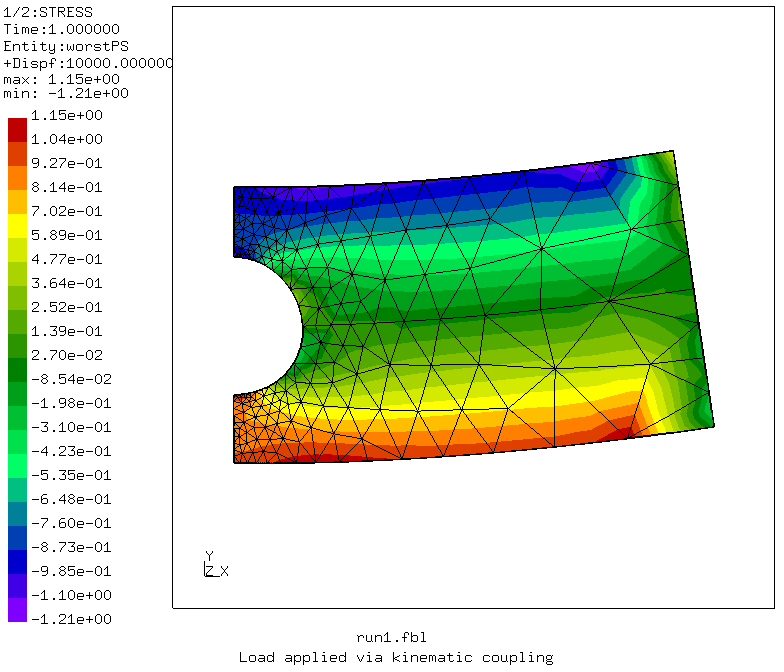 1/2:STRESS
Time:1.000000
Entity:worstPS
+Dispf:10000.000000
max: 1.15e+00
min: -1.21e+00
1.15e+00
1.04e+00
9.27e-01
8.14e-01
7.02e-01
5.89e-01
4.77e-01
3.64e-01
2.52e-01
1.39e-01
2.70e-02
-8.54e-02
-1.98e-01
-3.10e-01
-4.23e-01
-5.35e-01
-6.48e-01
-7.60e-01
-8.73e-01
-9.85e-01
-1.10e+00
-1.21e+00
Y
Z X
run1.fbl
Load applied via kinematic coupling